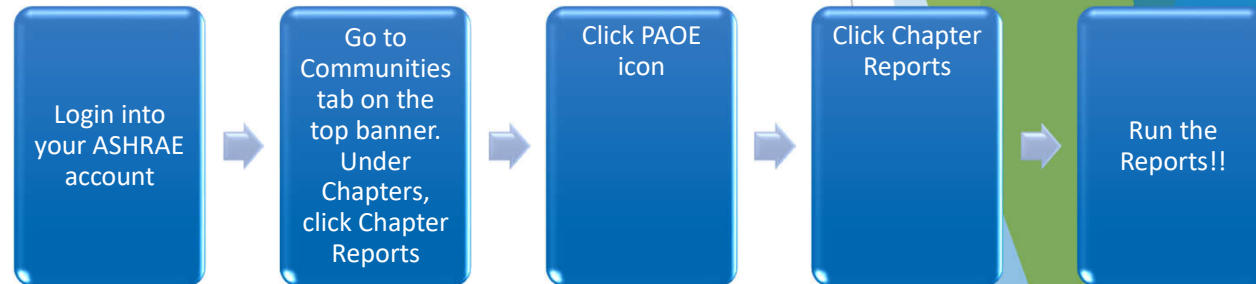 Login into
your ASHRAE
account
Go to
Communities
tab on the
top banner.
Under
Chapters,
click Chapter
Reports
Click PAOE
icon
Click Chapter
Reports
Run the
Reports!!